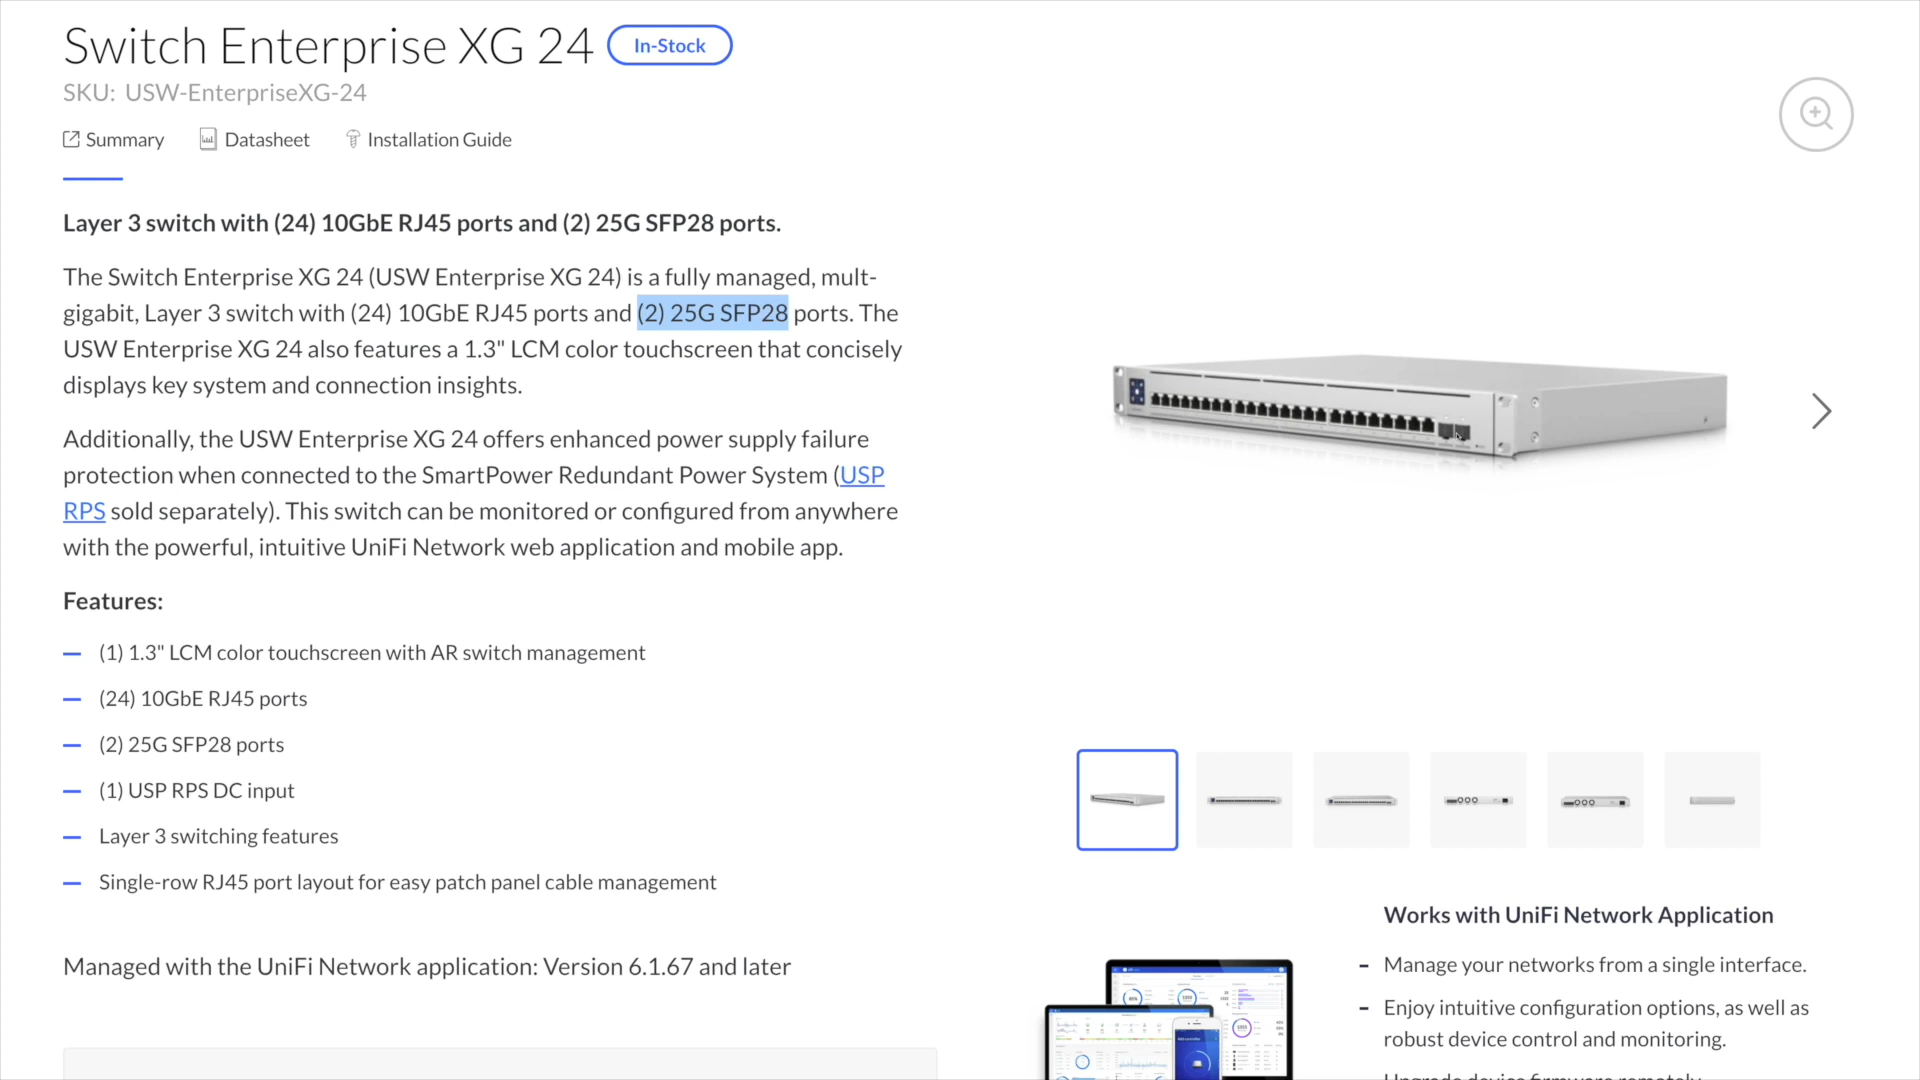 Switch Enterprise XG 24 In-Stock
SKU: USW-EnterpriseXG-24
Summary Datasheet Installation Guide
Layer 3 switch with (24) 10GbE RJ45 ports and (2) 25G SFP28 ports.
The Switch Enterprise XG 24 (USW Enterprise XG 24) is a fully managed, mult-
gigabit, Layer 3 switch with (24) 10GbE RJ45 ports and (2) 25G SFP28 ports. The
USW Enterprise XG 24 also features a 1.3" LCM color touchscreen that concisely
displays key system and connection insights.
Additionally, the USW Enterprise XG 24 offers enhanced power supply failure
protection when connected to the SmartPower Redundant Power System (USP
RPS sold separately). This switch can be monitored or configured from anywhere
with the powerful, intuitive UniFi Network web application and mobile app.
Features:
(1) 1.3" LCM color touchscreen with AR switch management
(24) 10GbE RJ45 ports
(2) 25G SFP28 ports
(1) USP RPS DC input
Layer 3 switching features
Single-row RJ45 port layout for easy patch panel cable management
Managed with the UniFi Network application: Version 6.1.67 and later
Works with UniFi Network Application
- Manage your networks from a single interface.
- Enjoy intuitive configuration options, as well as
robust device control and monitoring.